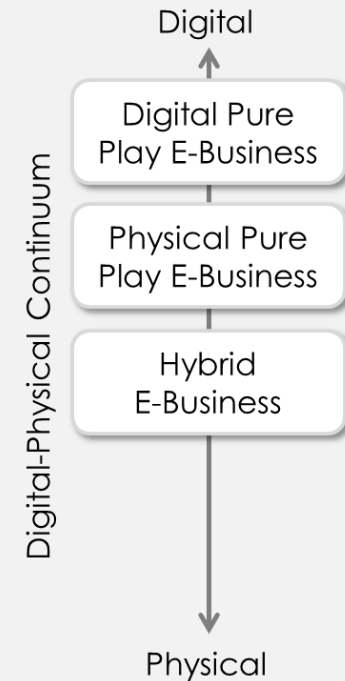 Digital
Digital Pure
Play E-Business
Physical Pure
Play E-Business
Hybrid
E-Business
Digital-Physical Continuum
Physical